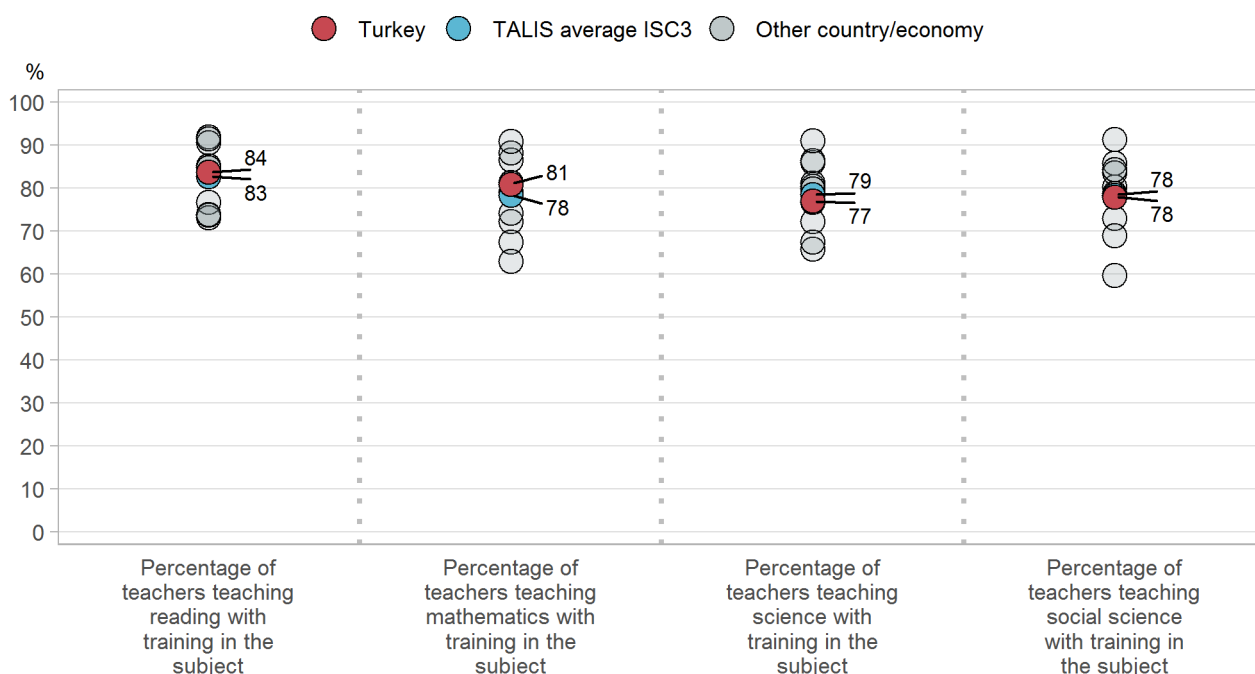 Turkey TALIS average ISC3 Other country/economy
%
100
90
80
70
60
50
40
30
20
10
0
84
83
81
78
79
77
78
78
Percentage of
teachers teaching
reading with
training in the
subject
Percentage of
teachers teaching
mathematics with
training in the
subject
Percentage of
teachers teaching
science with
training in the
subject
Percentage of
teachers teaching
social science
with training in
the subject